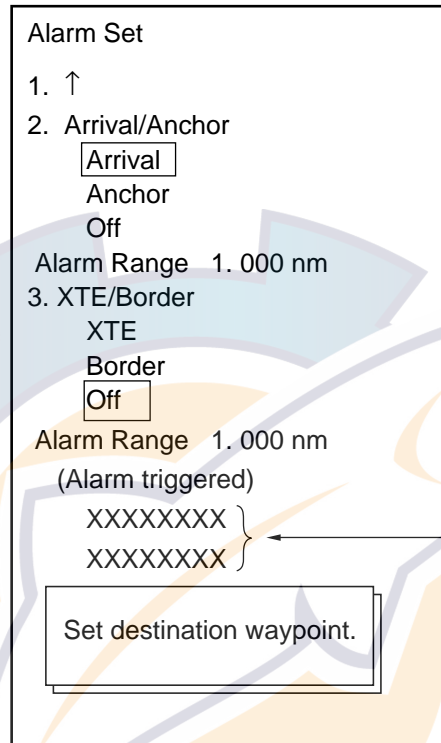 Alarm Set
1. ↑
2. Arrival/Anchor
Arrival
Anchor
Off
Alarm Range 1. 000 nm
3. XTE/Border
XTE
Border
Off
Alarm Range 1. 000 nm
(Alarm triggered)
XXXXXXXX
XXXXXXXX
Set destination waypoint.